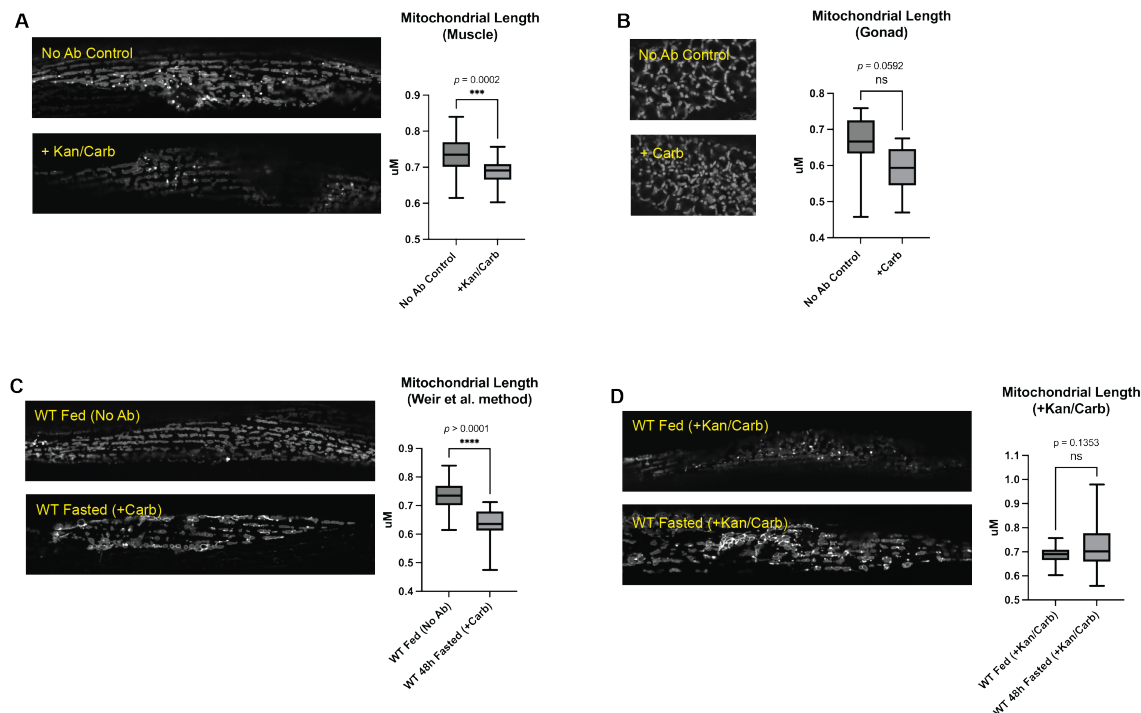 A
No Ab Control
+ Kan/Carb
Mitochondrial Length
(Muscle)
p = 0.0002
***
0.9
0.8
0.7
0.6
0.5
uM
No Ab Control
+Kan/Carb
B
No Ab Control
+ Carb
Mitochondrial Length
(Gonad)
p = 0.0592
ns
0.8
0.7
0.6
0.5
0.4
uM
No Ab Control
+Carb
C
WT Fed (No Ab)
WT Fasted (+Carb)
Mitochondrial Length
(Weir et al. method)
p > 0.0001
****
0.9
0.8
0.7
0.6
0.5
0.4
uM
WT Fed (No Ab)
WT 48h Fasted (+Carb)
D
WT Fed (+Kan/Carb)
WT Fasted (+Kan/Carb)
Mitochondrial Length
(+Kan/Carb)
p = 0.1353
ns
1.1
1.0
0.9
0.8
0.7
0.6
0.5
uM
WT Fed (+Kan/Carb)
WT 48h Fasted (+Kan/Carb)